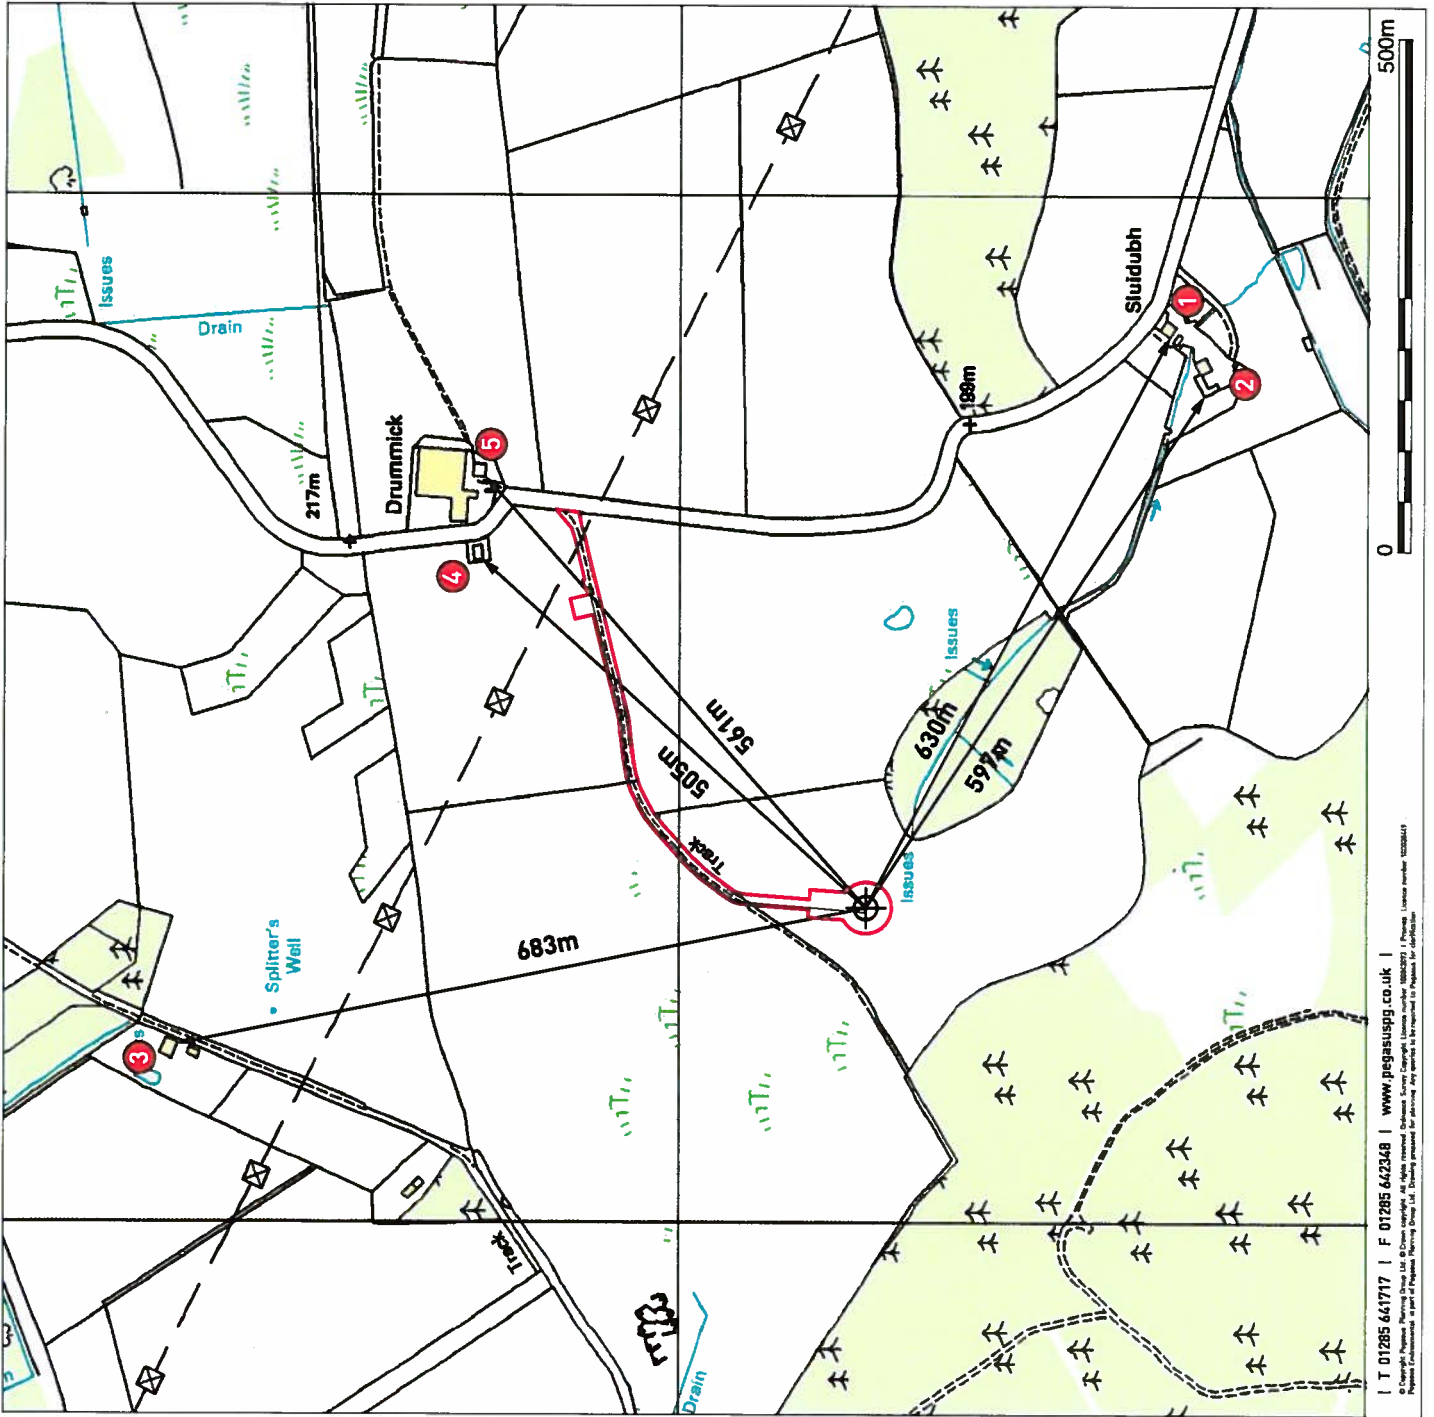 Issues
Drain
217m
Drummick
5
4
Splitter's
Well
3
683m
505m
561m
Track
Issues
630m
597m
Issues
199m
Sluidubh
1
2
Track
Drain
0
500m
| T 01285 641717 | F 01285 642348 | www.pegasuspg.co.uk |